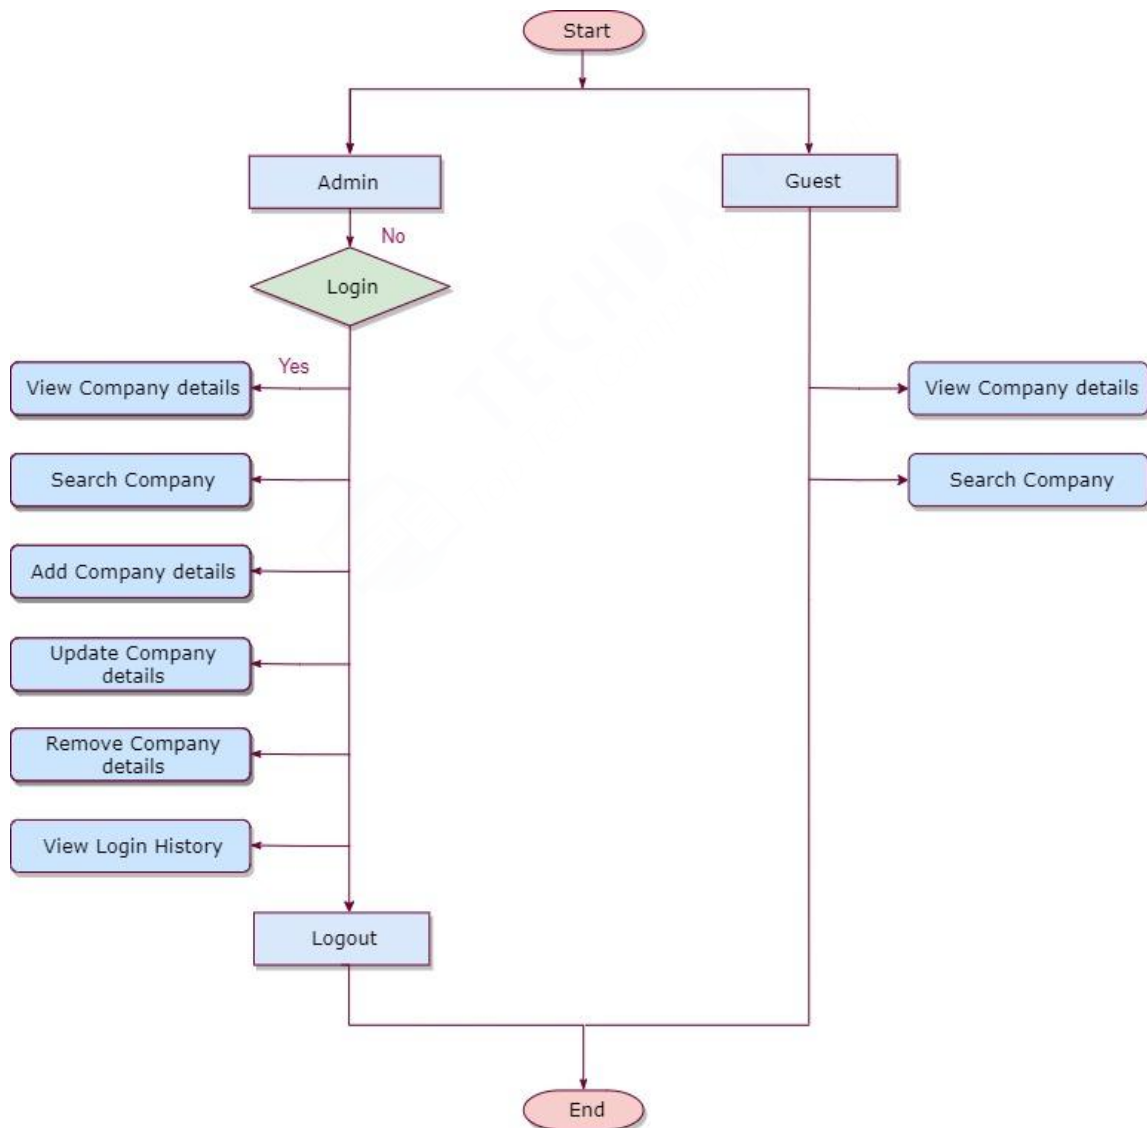 Start
Admin
Guest
No
Login
Yes
View Company details
View Company details
Search Company
Search Company
Add Company details
Update Company
details
Remove Company
details
View Login History
Logout
End